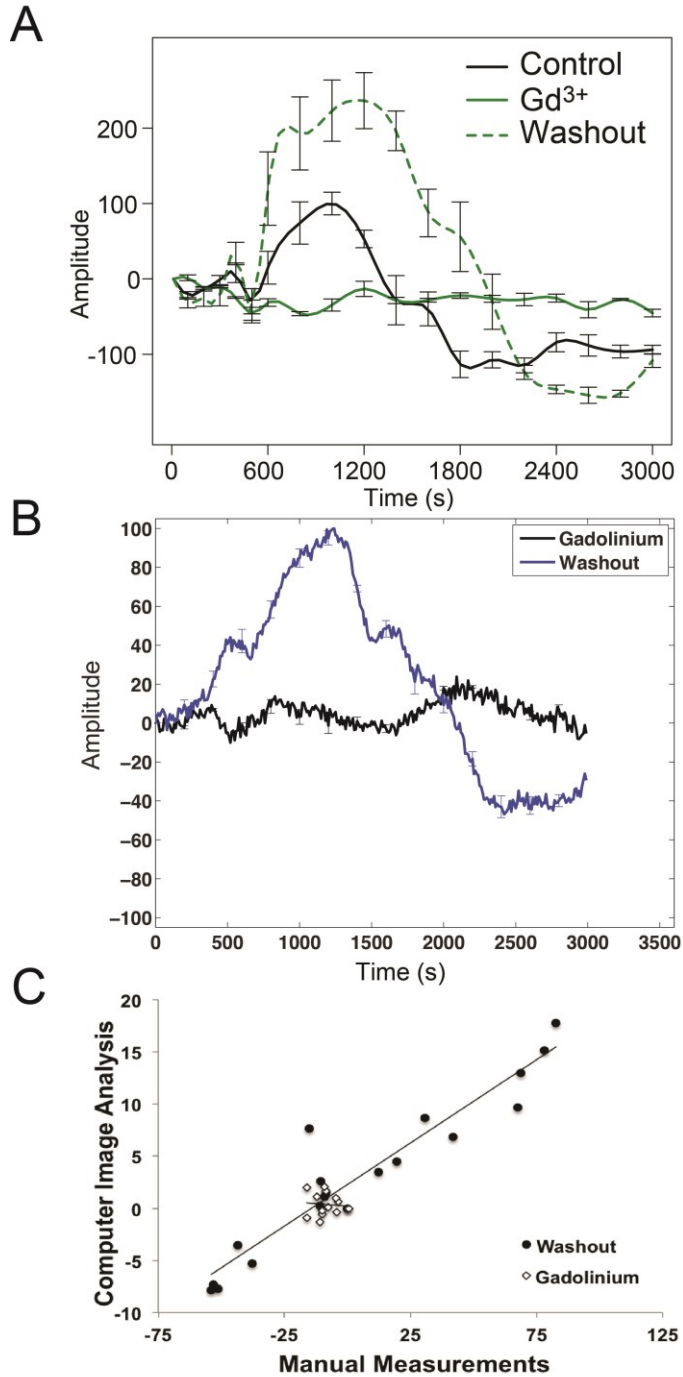 A
Control
Gd³⁺
Washout
Amplitude
200
100
0
-100
0 600 1200 1800 2400 3000
Time (s)
B
Gadolinium
Washout
Amplitude
100
80
60
40
20
0
−20
−40
−60
−80
−100
0 500 1000 1500 2000 2500 3000 3500
Time (s)
C
Computer Image Analysis
20
15
10
5
0
-5
-10
Washout
Gadolinium
-75 -25 25 75 125
Manual Measurements